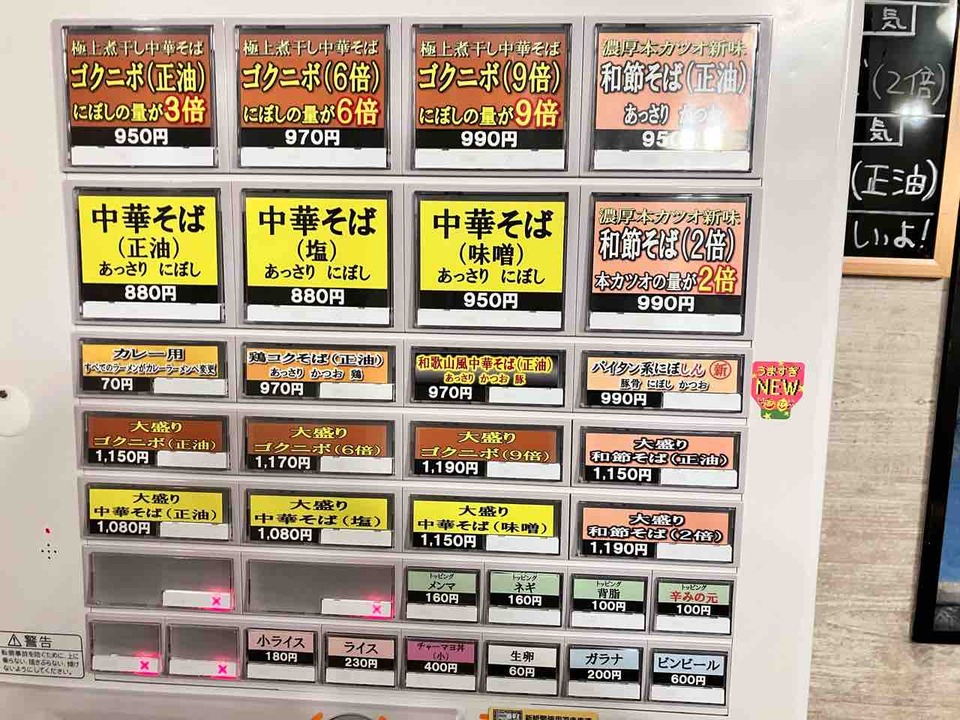 極上煮干し中華そば
ゴクニボ(正油)
にぼしの量が3倍
950円
極上煮干し中華そば
ゴクニボ(6倍)
にぼしの量が6倍
970円
極上煮干し中華そば
ゴクニボ(9倍)
にぼしの量が9倍
990円
濃厚本カツオ新味
和節そば(正油)
あっさり かつお
中華そば
(正油)
あっさり にぼし
880円
中華そば
(塩)
あっさり にぼし
880円
中華そば
(味噌)
あっさり にぼし
950円
濃厚本カツオ新味
和節そば(2倍)
本カツオの量が2倍
990円
カレー用
すべてのラーメンがカレーラーメンへ変更
70円
鶏コクそば(正油)
あっさり かつお 鶏
970円
和歌山風中華そば(正油)
あっさり かつお 豚
970円
パイタン系にぼしん 新
豚骨 にぼし かつお
990円
うますぎ
NEW
大盛り
ゴクニボ(正油)
1,150円
大盛り
ゴクニボ(6倍)
1,170円
大盛り
ゴクニボ(9倍)
1,190円
大盛り
和節そば(正油)
1,150円
大盛り
中華そば(正油)
1,080円
大盛り
中華そば(塩)
1,080円
大盛り
中華そば(味噌)
1,150円
大盛り
和節そば(2倍)
1,190円
トッピング
メンマ
160円
トッピング
ネギ
160円
トッピング
背脂
100円
トッピング
辛みの元
100円
小ライス
180円
ライス
230円
チャーマヨ丼
(小)
400円
生卵
60円
ガラナ
200円
ビンビール
600円
警告
気
(2倍)
気
(正油)
しいよ!